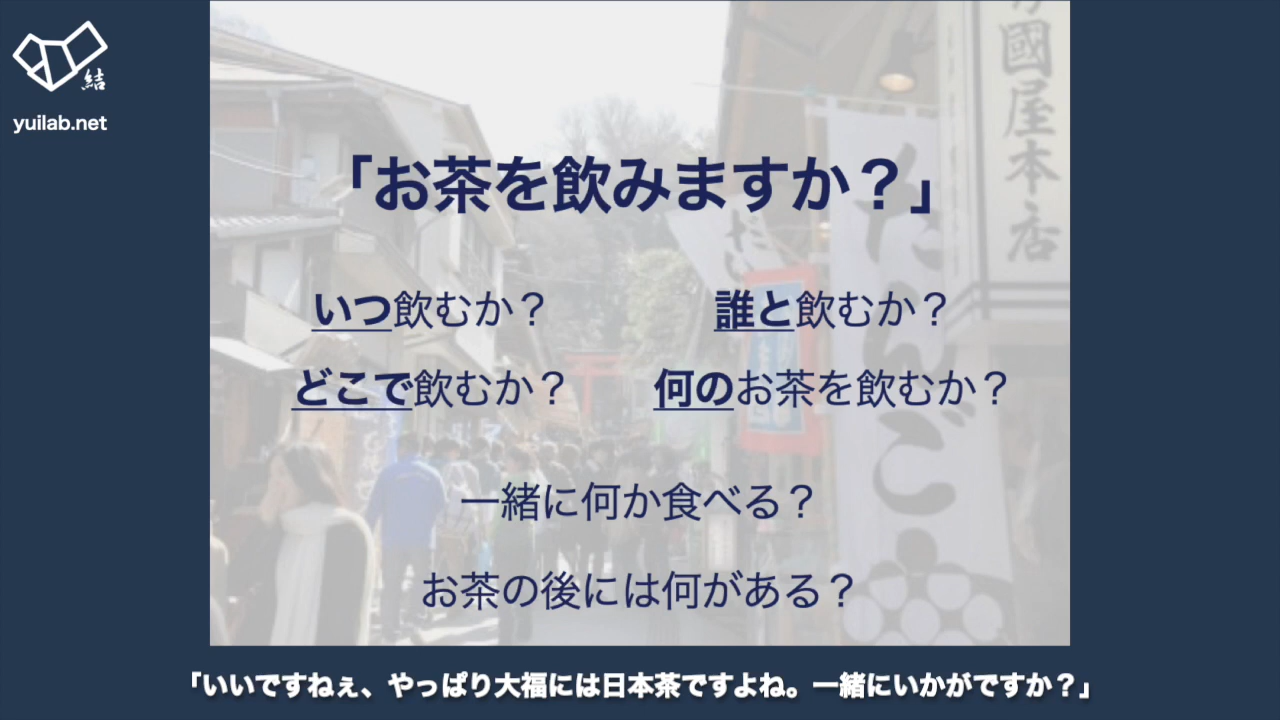 結
yuilab.net
國屋本店
「お茶を飲みますか？」
だんご
いつ飲むか？
誰と飲むか？
どこで飲むか？
何のお茶を飲むか？
一緒に何か食べる？
お茶の後には何がある？
「いいですねぇ、やっぱり大福には日本茶ですよね。一緒にいかがですか？」